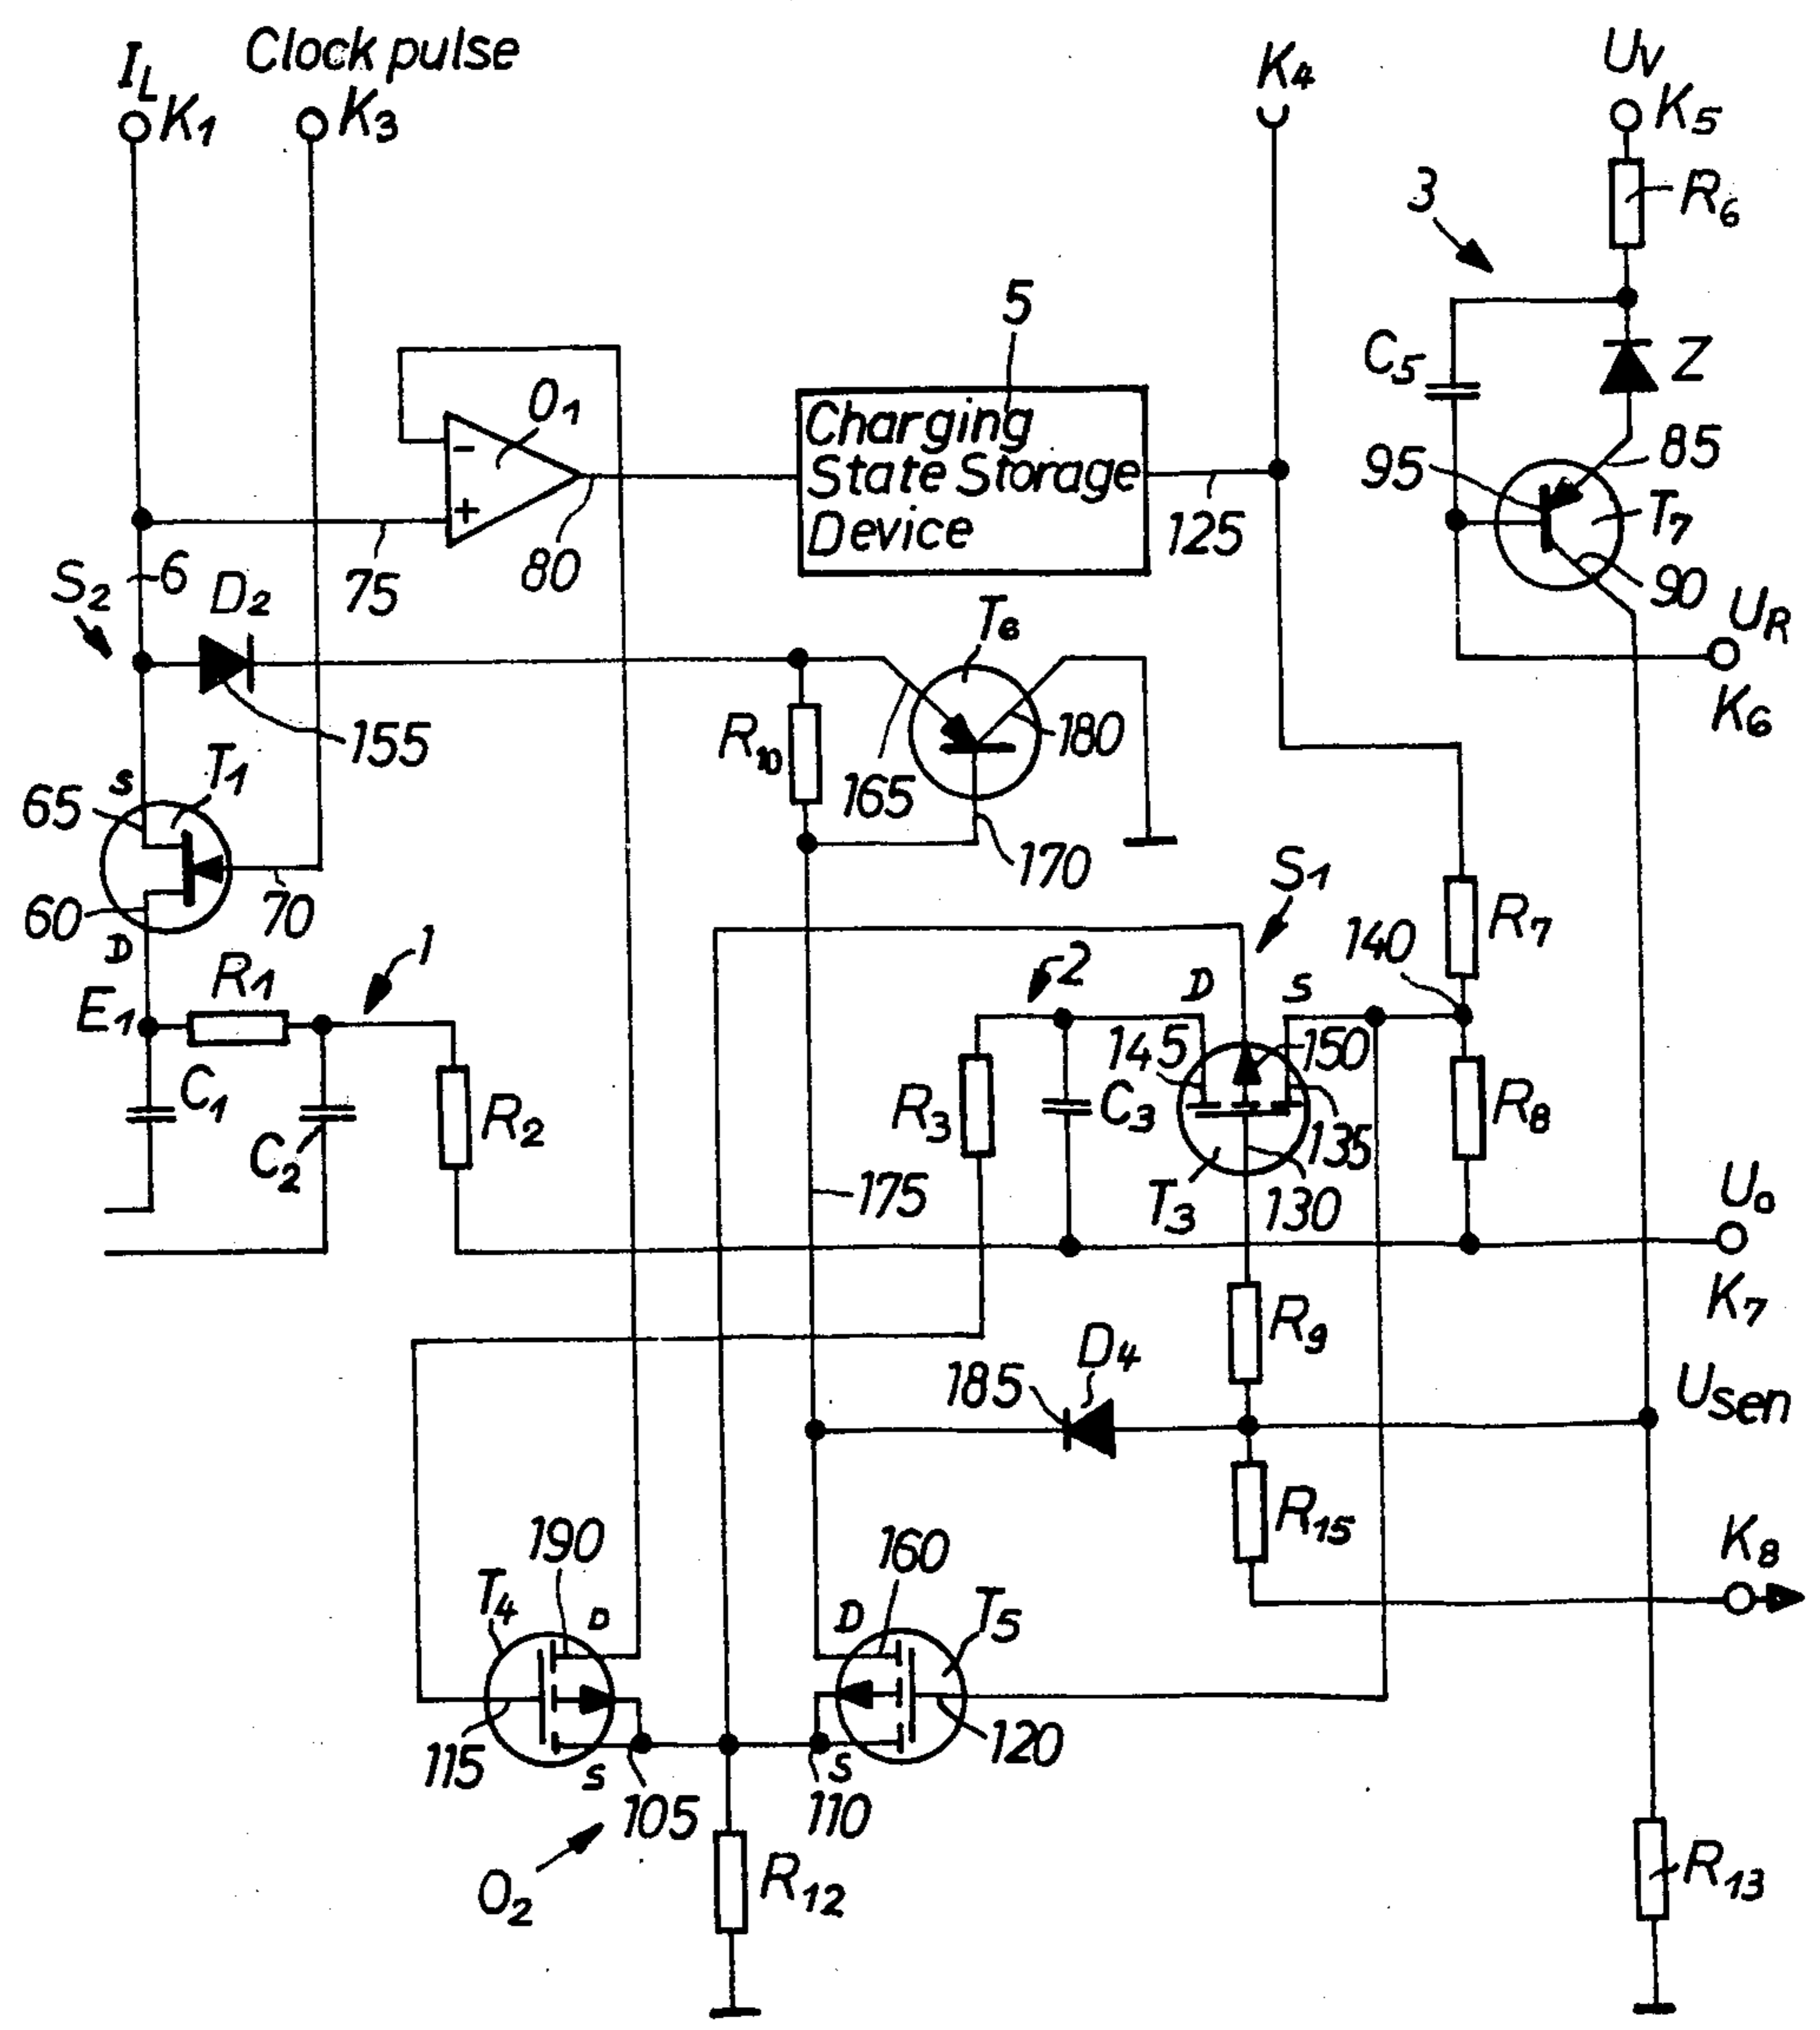 I_L
Clock pulse
K4
U_V
K1
K3
K5
R6
3
5
C5
Z
O1
-
+
Charging
State Storage
Device
85
95
T7
125
90
80
75
6
S2
D2
T6
U_R
K6
155
R10
165
180
65
S
T1
170
S1
60
70
D
R7
140
E1
R1
1
2
D
S
145
150
C1
R2
R3
C3
R8
C2
135
175
T3
130
U0
K7
R9
D4
185
U_Sen
R15
190
160
K8
T4
D
D
T5
115
S
105
S
110
120
O2
R12
R13